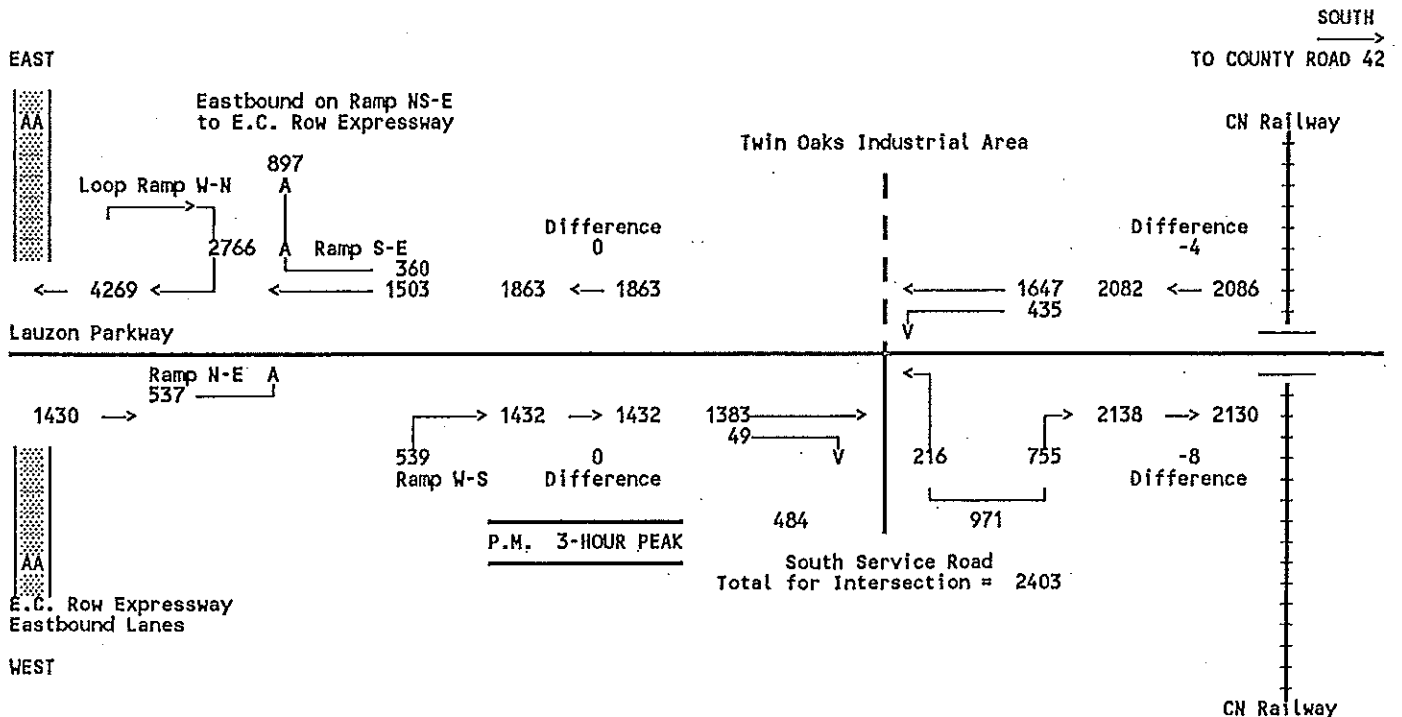 SOUTH
EAST
TO COUNTY ROAD 42
Eastbound on Ramp NS-E
to E.C. Row Expressway
AA
CN Railway
Twin Oaks Industrial Area
897
Loop Ramp W-N
A
Difference
Difference
2766 A Ramp S-E
0
-4
360
<— 4269 <— 1503 1863 <— 1863 1647 2082 <— 2086
435
V
Lauzon Parkway
Ramp N-E A
537
1430 —> 1432 —> 1432 1383 —> 2138 —> 2130
49
539 0 V 216 755 -8
Ramp W-S Difference Difference
484 971
P.M. 3-HOUR PEAK
South Service Road
Total for Intersection = 2403
AA
E.C. Row Expressway
Eastbound Lanes
WEST
CN Railway